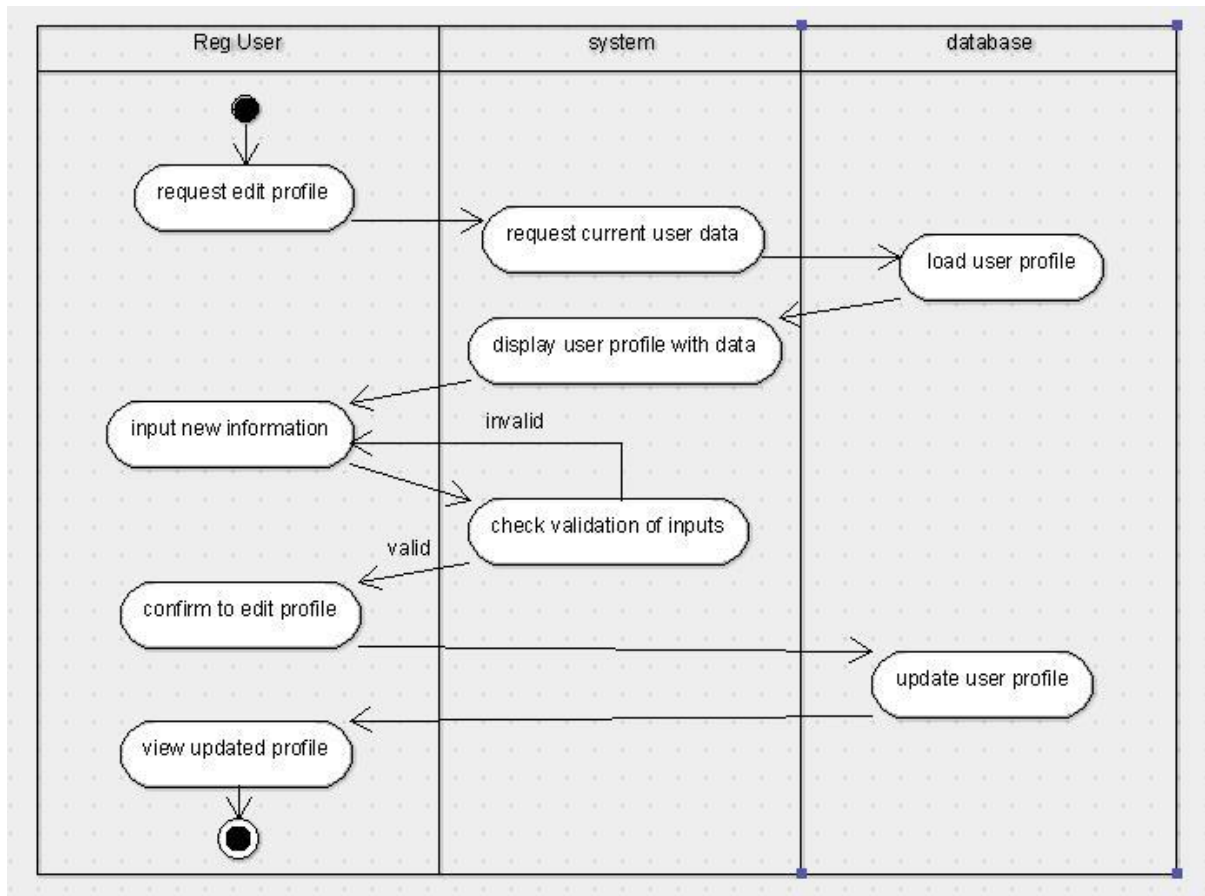 Reg.User
system
database
request edit profile
request current user data
load user profile
display user profile with data
input new information
invalid
check validation of inputs
valid
confirm to edit profile
update user profile
view updated profile